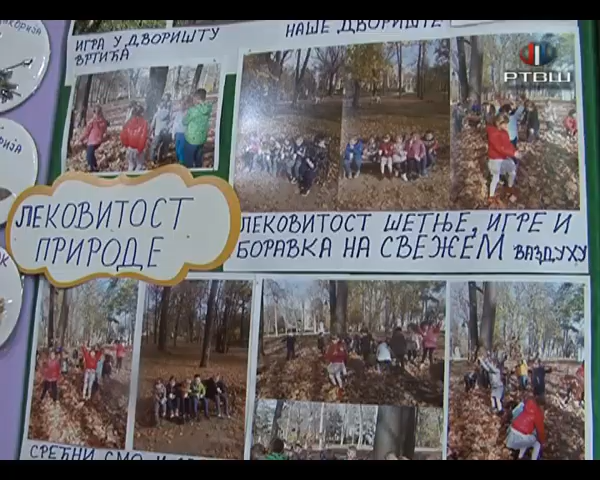 ИГРА У ДВОРИШТУ
ВРТИЋА
НАШЕ ДВОРИШТЕ
РТВШ
ЛЕКОВИТОСТ
ПРИРОДЕ
ЛЕКОВИТОСТ ШЕТЊЕ, ИГРЕ И
БОРАВКА НА СВЕЖЕМ ВАЗДУХУ
СРЕЋНИ СМО И